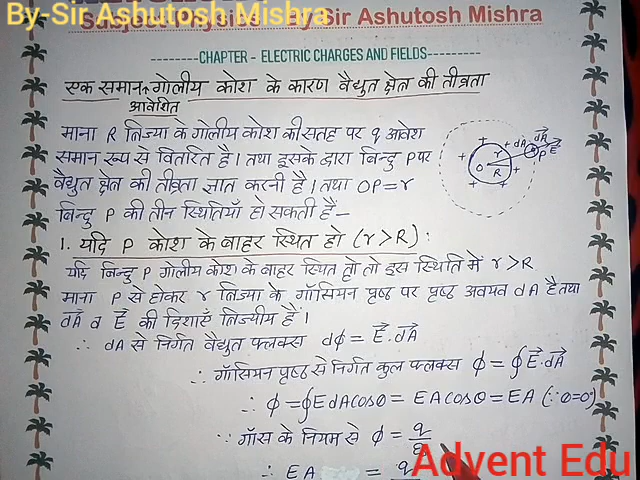 By-Sir Ashutosh Mishra
By Sir Ashutosh Mishra
--------CHAPTER - ELECTRIC CHARGES AND FIELDS--------
एक समान गोलीय कोश के कारण वैद्युत क्षेत्र की तीव्रता
आवेशित
माना R त्रिज्या के गोलीय कोश की सतह पर q आवेश
समान रूप से वितरित है। तथा इसके द्वारा बिन्दु P पर
वैद्युत क्षेत्र की तीव्रता ज्ञात करनी है। तथा OP=r
बिन्दु P की तीन स्थितियाँ हो सकती हैं-
1. यदि P कोश के बाहर स्थित हो (r>R):
यदि बिन्दु P गोलीय कोश के बाहर स्थित हो तो इस स्थिति में r>R
माना P से होकर r त्रिज्या के गॉसियन पृष्ठ पर पृष्ठ अवयव dA है तथा
dA⃗ व E⃗ की दिशाएँ त्रिज्यीय हैं।
∴ dA से निर्गत वैद्युत फ्लक्स dϕ = E⃗.dA⃗
∴ गॉसियन पृष्ठ से निर्गत कुल फ्लक्स ϕ = ∮E⃗.dA⃗
∴ ϕ = ∮EdAcosθ = EAcosθ = EA (∵ θ=0°)
∵ गॉस के नियम से ϕ = q
∴ EA = q
Advent Edu